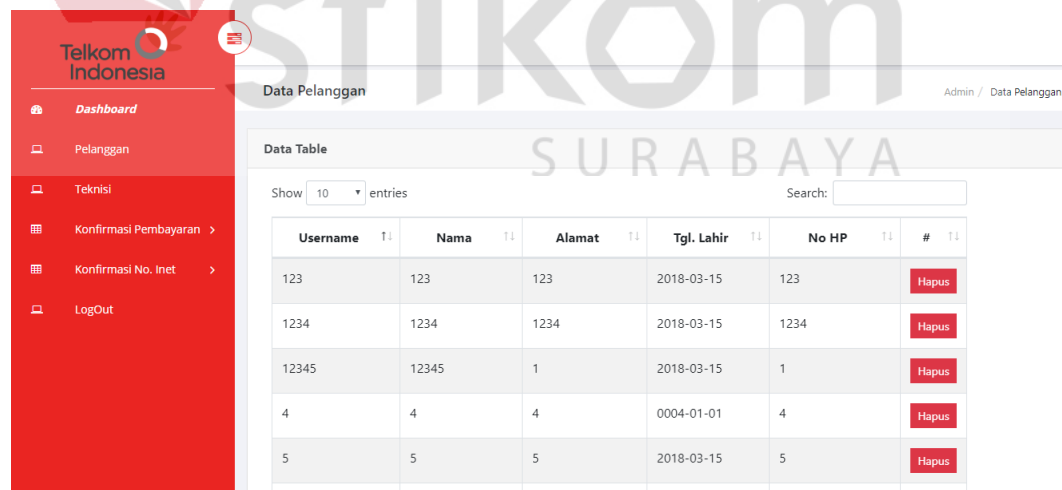 stikom
SURABAYA
Telkom
Indonesia
Dashboard
Pelanggan
Teknisi
Konfirmasi Pembayaran >
Konfirmasi No. Inet >
LogOut
Data Pelanggan
Admin / Data Pelanggan
Data Table
Show 10 entries
Search:
Username Nama Alamat Tgl. Lahir No HP #
123 123 123 2018-03-15 123 Hapus
1234 1234 1234 2018-03-15 1234 Hapus
12345 12345 1 2018-03-15 1 Hapus
4 4 4 0004-01-01 4 Hapus
5 5 5 2018-03-15 5 Hapus